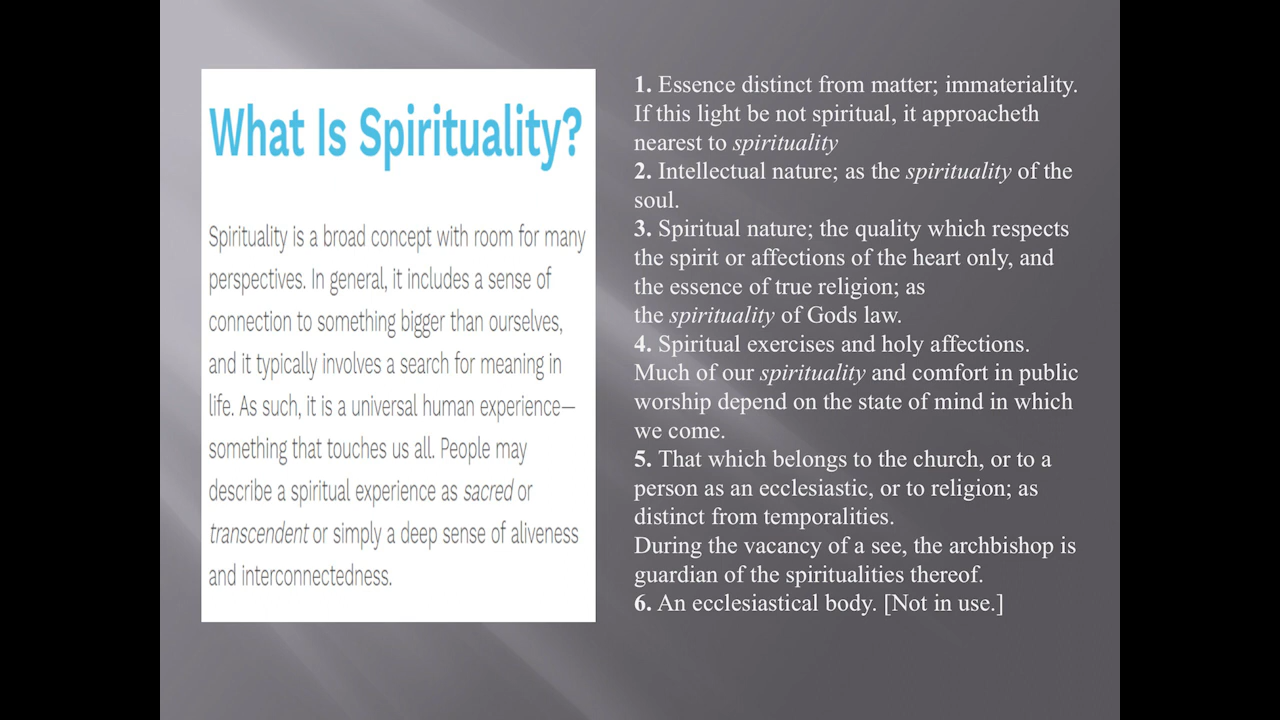 What Is Spirituality?
Spirituality is a broad concept with room for many
perspectives. In general, it includes a sense of
connection to something bigger than ourselves,
and it typically involves a search for meaning in
life. As such, it is a universal human experience—
something that touches us all. People may
describe a spiritual experience as sacred or
transcendent or simply a deep sense of aliveness
and interconnectedness.
1. Essence distinct from matter; immateriality.
If this light be not spiritual, it approacheth
nearest to spirituality
2. Intellectual nature; as the spirituality of the
soul.
3. Spiritual nature; the quality which respects
the spirit or affections of the heart only, and
the essence of true religion; as
the spirituality of Gods law.
4. Spiritual exercises and holy affections.
Much of our spirituality and comfort in public
worship depend on the state of mind in which
we come.
5. That which belongs to the church, or to a
person as an ecclesiastic, or to religion; as
distinct from temporalities.
During the vacancy of a see, the archbishop is
guardian of the spiritualities thereof.
6. An ecclesiastical body. [Not in use.]